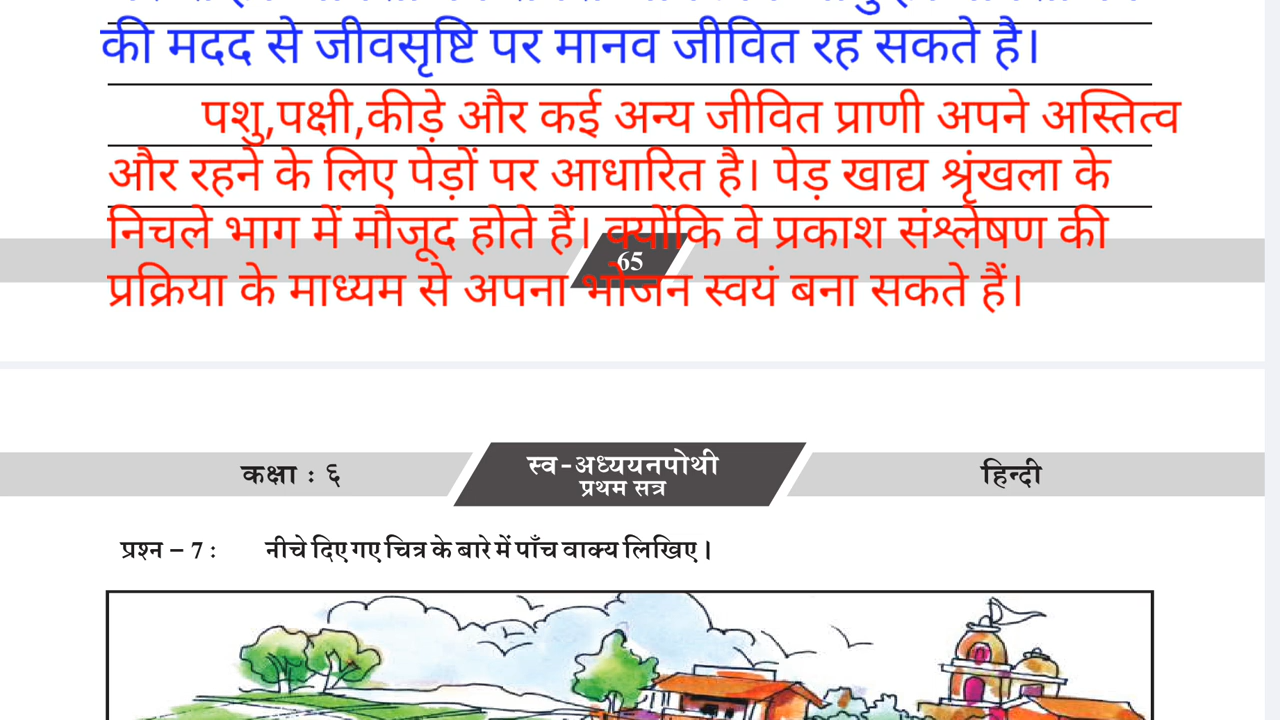 की मदद से जीवसृष्टि पर मानव जीवित रह सकते है।
पशु,पक्षी,कीड़े और कई अन्य जीवित प्राणी अपने अस्तित्व
और रहने के लिए पेड़ों पर आधारित है। पेड़ खाद्य श्रृंखला के
निचले भाग में मौजूद होते हैं। क्योंकि वे प्रकाश संश्लेषण की
65
प्रक्रिया के माध्यम से अपना भोजन स्वयं बना सकते हैं।
कक्षा : ६
स्व-अध्ययनपोथी
प्रथम सत्र
हिन्दी
प्रश्न – 7 : नीचे दिए गए चित्र के बारे में पाँच वाक्य लिखिए।